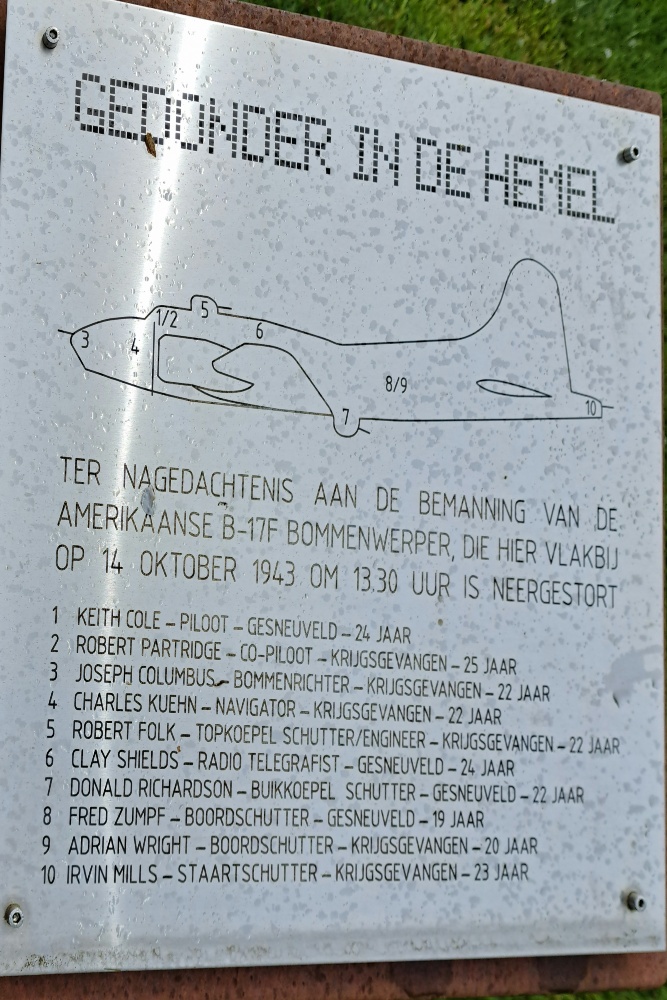 GEDONDER IN DE HEMEL
5
1/2
6
3
4
8/9
7
10
TER NAGEDACHTENIS AAN DE BEMANNING VAN DE
AMERIKAANSE B-17F BOMMENWERPER, DIE HIER VLAKBIJ
OP 14 OKTOBER 1943 OM 13.30 UUR IS NEERGESTORT
1 KEITH COLE – PILOOT – GESNEUVELD – 24 JAAR
2 ROBERT PARTRIDGE – CO-PILOOT – KRIJGSGEVANGEN – 25 JAAR
3 JOSEPH COLUMBUS – BOMMENRICHTER – KRIJGSGEVANGEN – 22 JAAR
4 CHARLES KUEHN – NAVIGATOR – KRIJGSGEVANGEN – 22 JAAR
5 ROBERT FOLK – TOPKOEPEL SCHUTTER/ENGINEER – KRIJGSGEVANGEN – 22 JAAR
6 CLAY SHIELDS – RADIO TELEGRAFIST – GESNEUVELD – 24 JAAR
7 DONALD RICHARDSON – BUIKKOEPEL SCHUTTER – GESNEUVELD – 22 JAAR
8 FRED ZUMPF – BOORDSCHUTTER – GESNEUVELD – 19 JAAR
9 ADRIAN WRIGHT – BOORDSCHUTTER – KRIJGSGEVANGEN – 20 JAAR
10 IRVIN MILLS – STAARTSCHUTTER – KRIJGSGEVANGEN – 23 JAAR